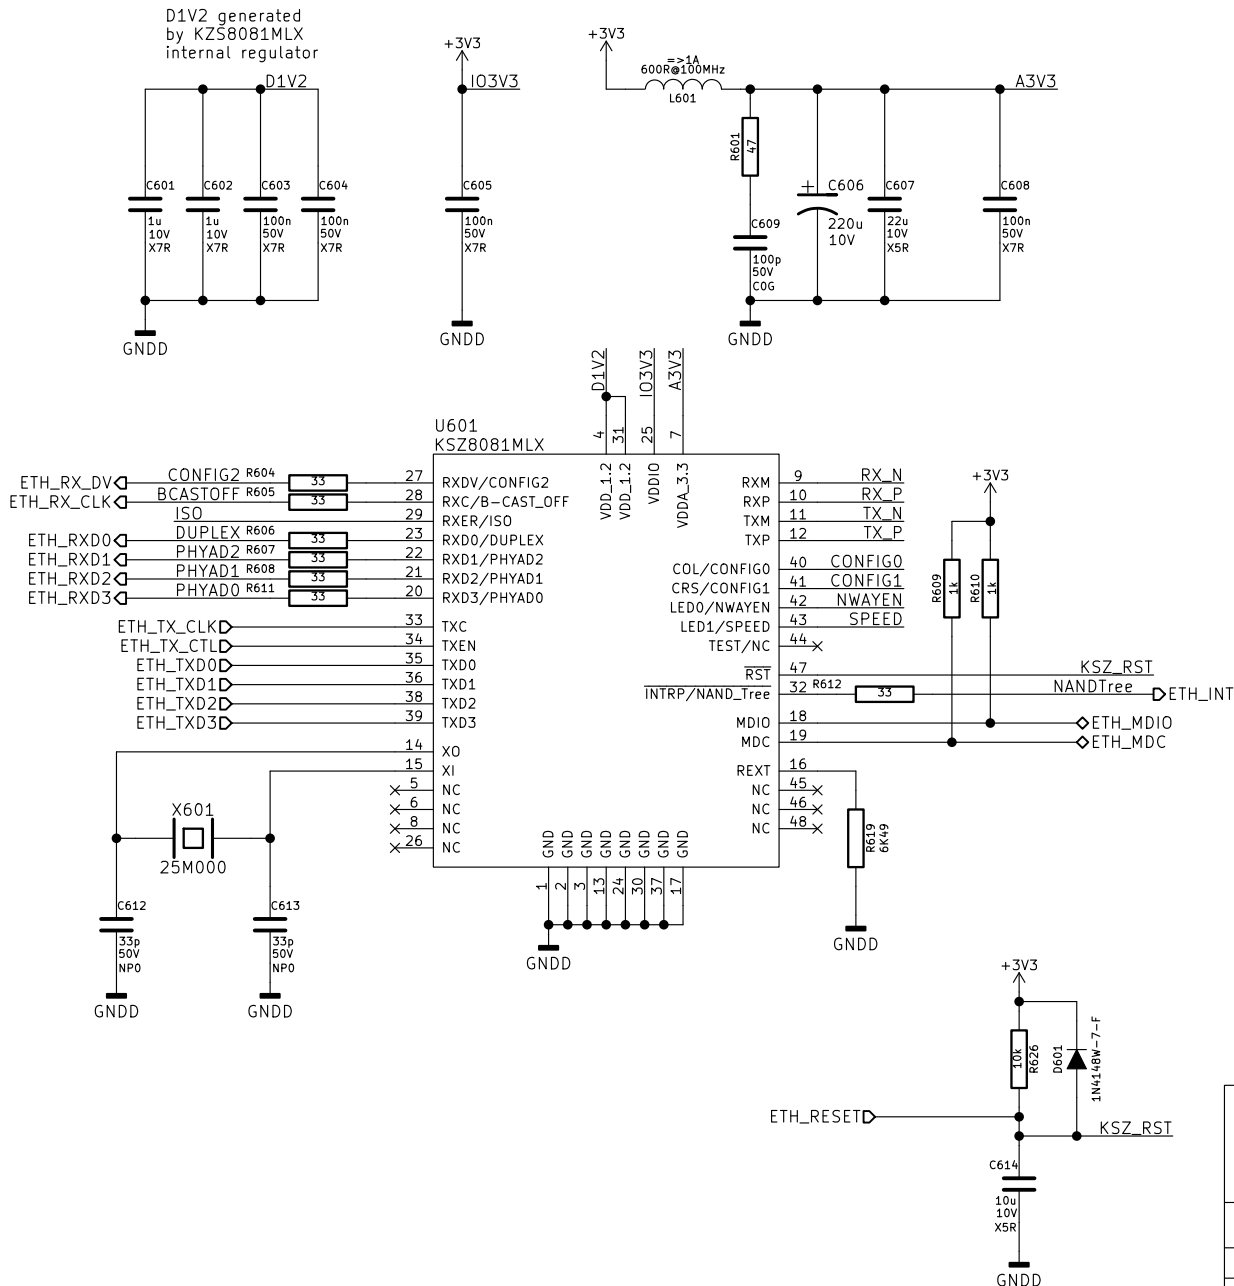 D1V2 generated
by KZS8081MLX
internal regulator
D1V2
C601
1u
10V
X7R
C602
1u
10V
X7R
C603
100n
50V
X7R
C604
100n
50V
X7R
GNDD
+3V3
IO3V3
C605
100n
50V
X7R
GNDD
+3V3
=>1A
600R@100MHz
L601
A3V3
R601
47
C609
100p
50V
C0G
C606
220u
10V
C607
22u
10V
X5R
C608
100n
50V
X7R
GNDD
D1V2
IO3V3
A3V3
4
31
25
7
U601
KSZ8081MLX
VDD_1.2
VDD_1.2
VDDIO
VDDA_3.3
ETH_RX_DV CONFIG2 R604 33 27 RXDV/CONFIG2
ETH_RX_CLK BCASTOFF R605 33 28 RXC/B-CAST_OFF
ISO 29 RXER/ISO
ETH_RXD0 DUPLEX R606 33 23 RXD0/DUPLEX
ETH_RXD1 PHYAD2 R607 33 22 RXD1/PHYAD2
ETH_RXD2 PHYAD1 R608 33 21 RXD2/PHYAD1
ETH_RXD3 PHYAD0 R611 33 20 RXD3/PHYAD0
ETH_TX_CLK 33 TXC
ETH_TX_CTL 34 TXEN
ETH_TXD0 35 TXD0
ETH_TXD1 36 TXD1
ETH_TXD2 38 TXD2
ETH_TXD3 39 TXD3
14 XO
15 XI
5 NC
6 NC
8 NC
26 NC
RXM 9 RX_N
RXP 10 RX_P
TXM 11 TX_N
TXP 12 TX_P
COL/CONFIG0 40 CONFIG0
CRS/CONFIG1 41 CONFIG1
LED0/NWAYEN 42 NWAYEN
LED1/SPEED 43 SPEED
TEST/NC 44
RST 47 KSZ_RST
INTRP/NAND_Tree 32 R612 33 NANDTree ETH_INT
MDIO 18 ETH_MDIO
MDC 19 ETH_MDC
REXT 16
NC 45
NC 46
NC 48
+3V3
R609
1k
R610
1k
R619
6K49
GNDD
GND
GND
GND
GND
GND
GND
GND
GND
1
2
3
13
24
30
37
17
GNDD
X601
25M000
C612
33p
50V
NP0
GNDD
C613
33p
50V
NP0
GNDD
+3V3
10k
R626
D601
1N4148W-7-F
ETH_RESET
KSZ_RST
C614
10u
10V
X5R
GNDD